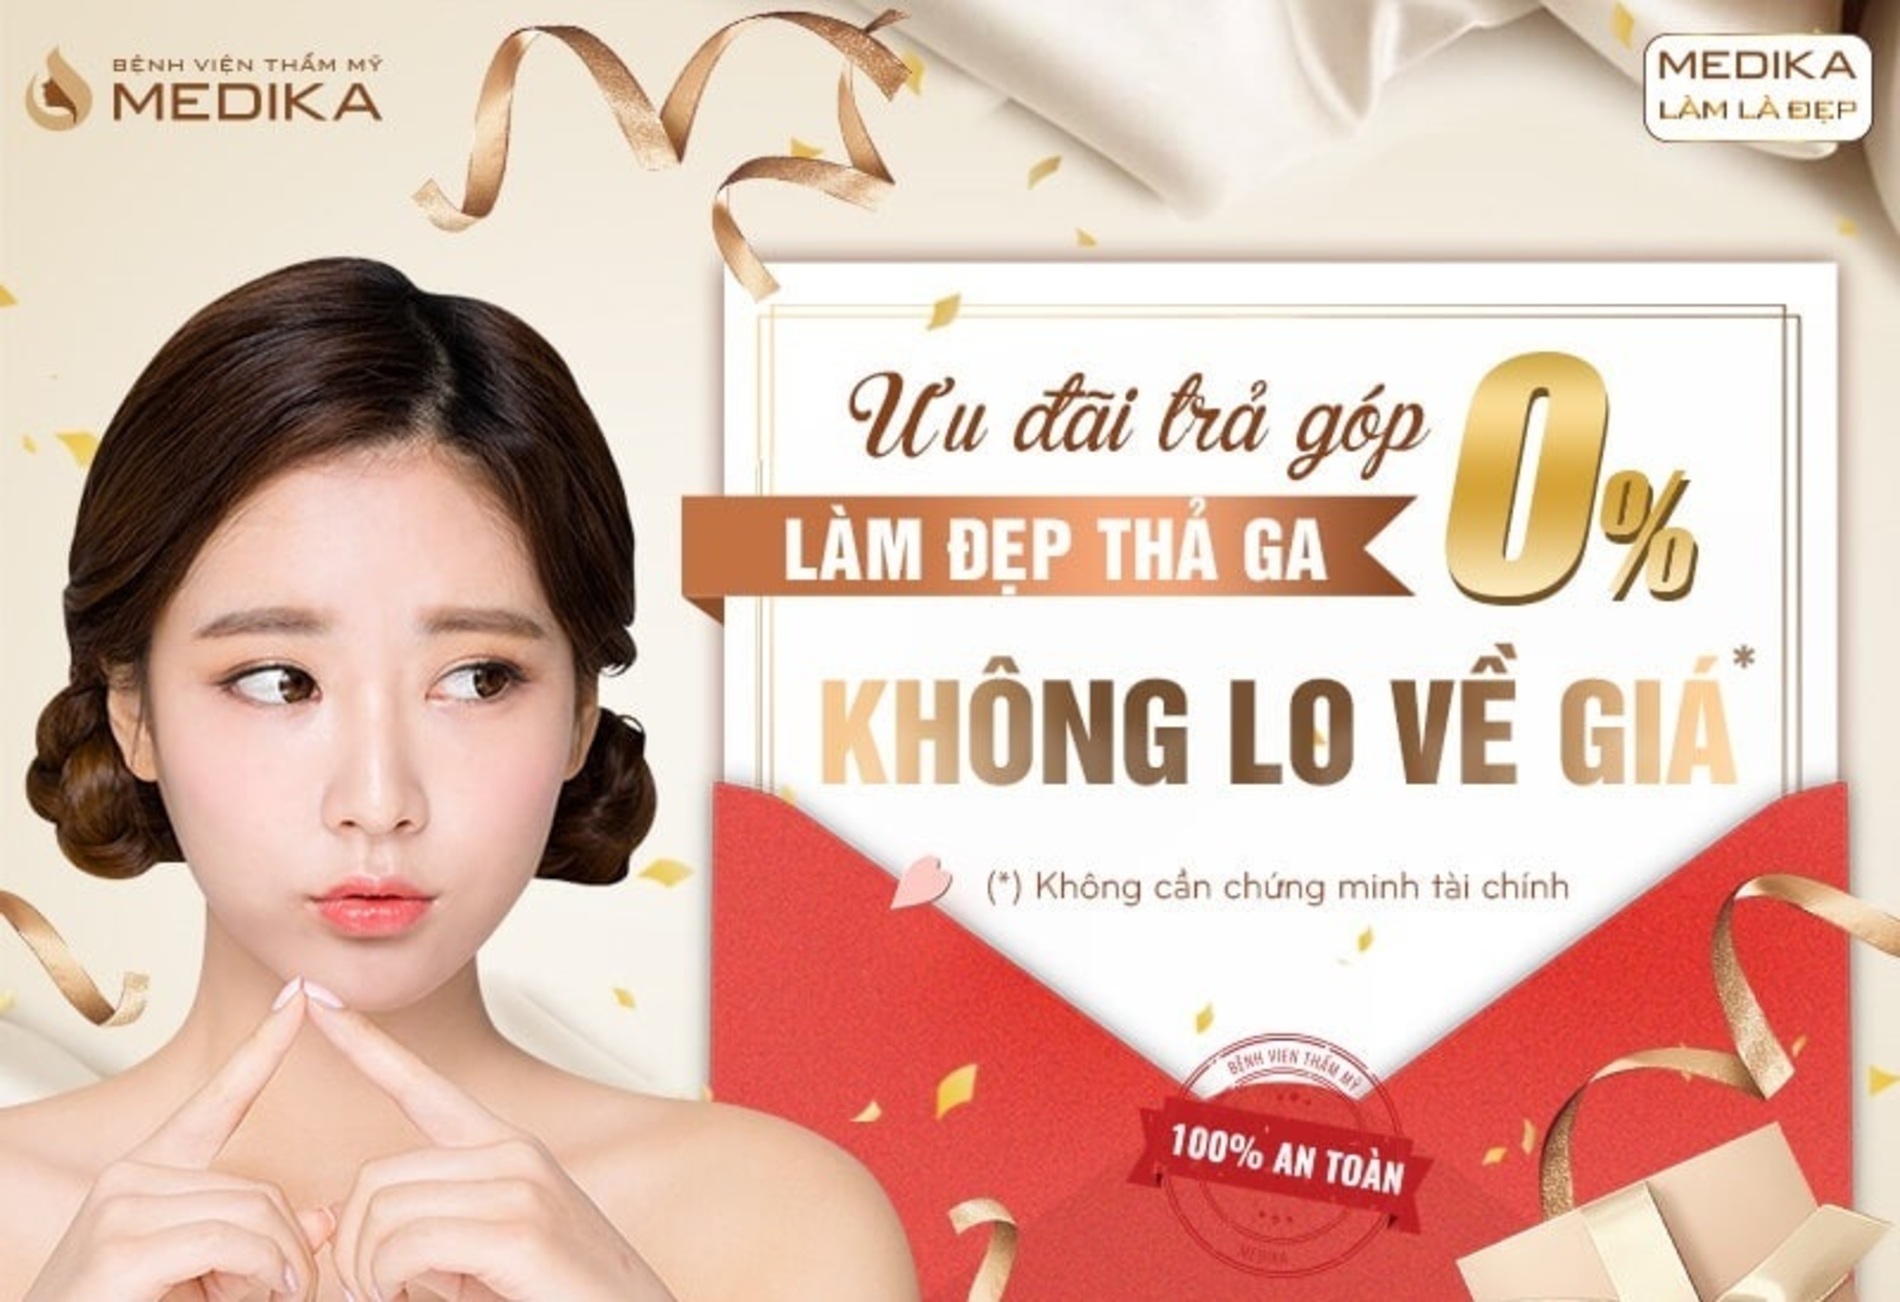 BỆNH VIỆN THẨM MỸ
MEDIKA
MEDIKA
LÀM LÀ ĐẸP
Ưu đãi trả góp 0%
LÀM ĐẸP THẢ GA
KHÔNG LO VỀ GIÁ*
(*) Không cần chứng minh tài chính
BỆNH VIỆN THẨM MỸ
100% AN TOÀN
MEDIKA